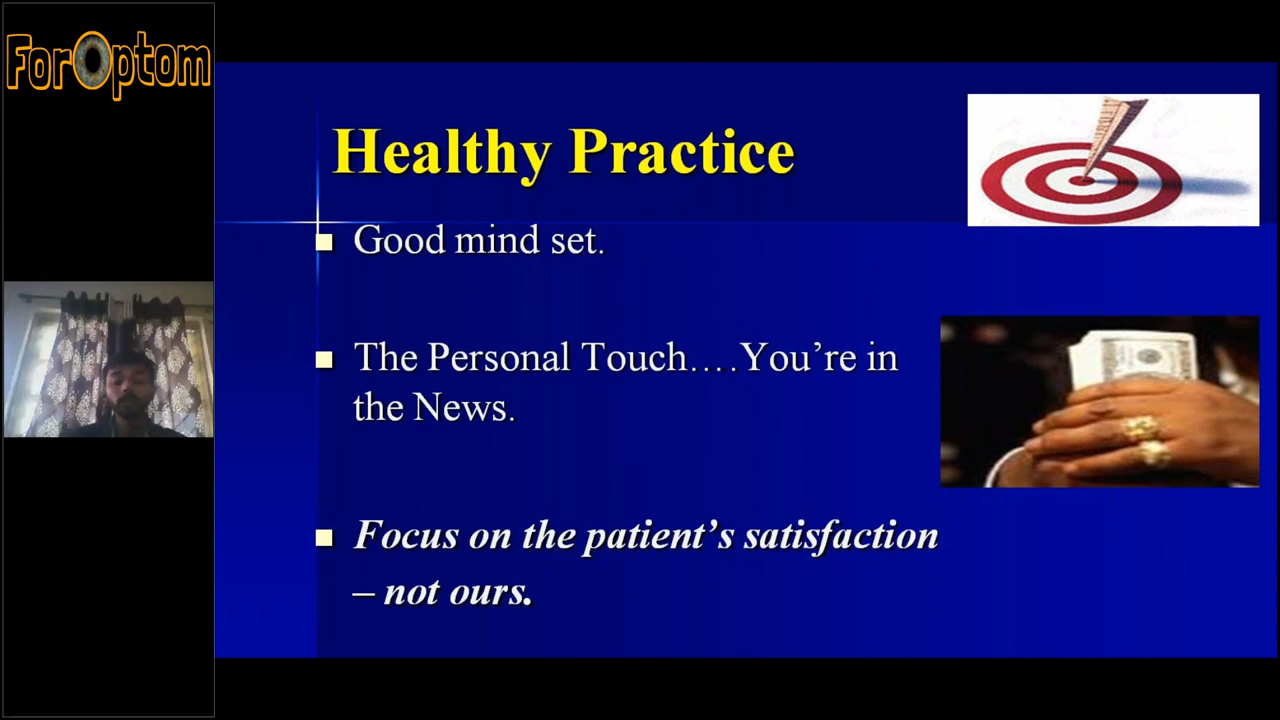 ForOptom
Healthy Practice
Good mind set.
The Personal Touch....You’re in
the News.
Focus on the patient’s satisfaction
– not ours.